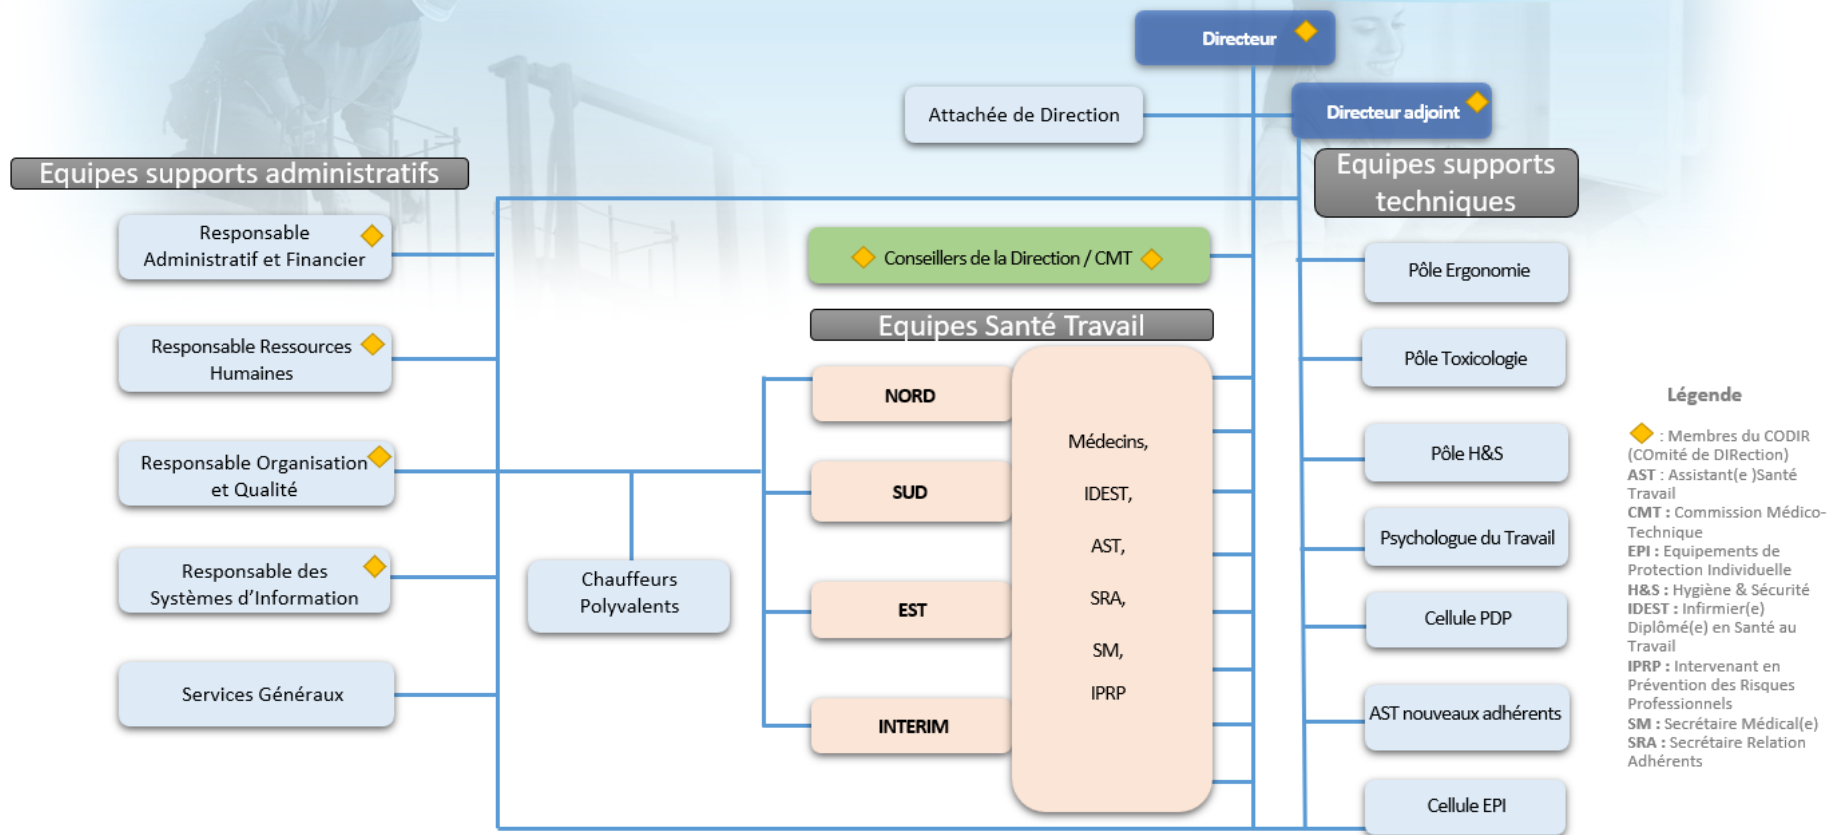 Directeur
Attachée de Direction
Directeur adjoint
Equipes supports administratifs
Responsable
Administratif et Financier
Responsable Ressources
Humaines
Responsable Organisation
et Qualité
Responsable des
Systèmes d’Information
Services Généraux
Chauffeurs
Polyvalents
Conseillers de la Direction / CMT
Equipes Santé Travail
NORD
SUD
EST
INTERIM
Médecins,
IDEST,
AST,
SRA,
SM,
IPRP
Equipes supports
techniques
Pôle Ergonomie
Pôle Toxicologie
Pôle H&S
Psychologue du Travail
Cellule PDP
AST nouveaux adhérents
Cellule EPI
Légende
: Membres du CODIR
(COmité de DIRection)
AST : Assistant(e )Santé
Travail
CMT : Commission Médico-
Technique
EPI : Equipements de
Protection Individuelle
H&S : Hygiène & Sécurité
IDEST : Infirmier(e)
Diplômé(e) en Santé au
Travail
IPRP : Intervenant en
Prévention des Risques
Professionnels
SM : Secrétaire Médical(e)
SRA : Secrétaire Relation
Adhérents